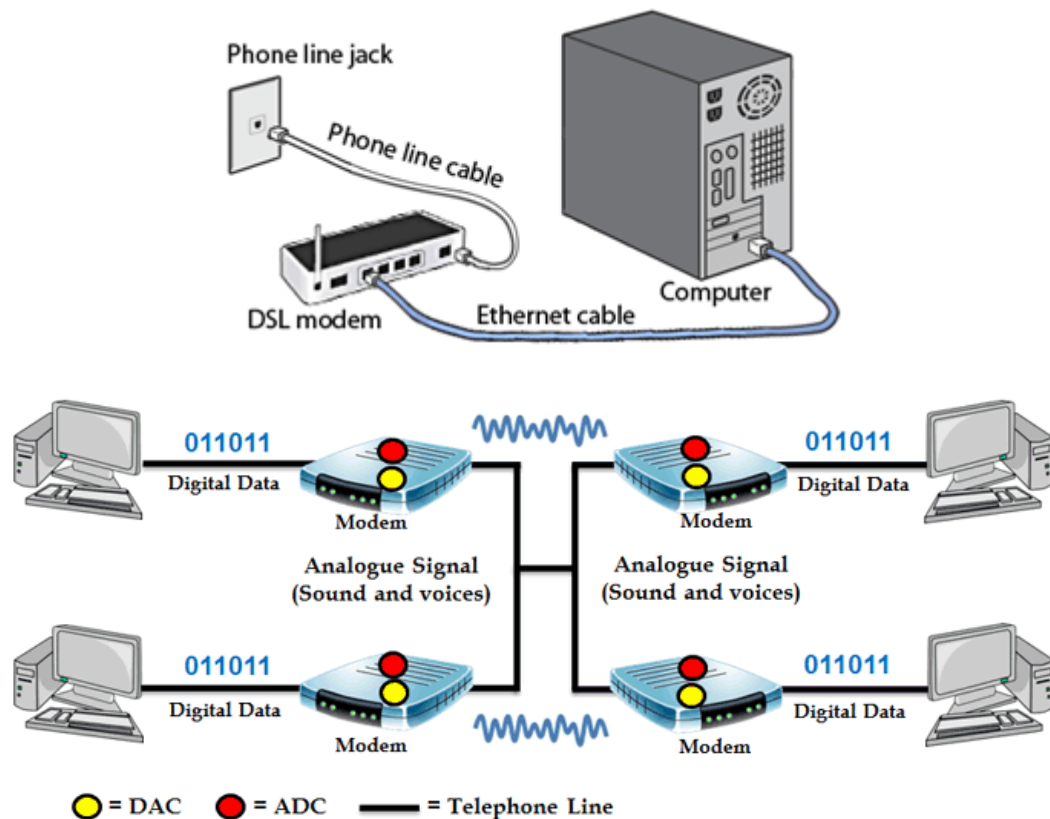 Phone line jack
Phone line cable
DSL modem
Ethernet cable
Computer
011011
Digital Data
Modem
011011
Digital Data
Modem
Analogue Signal
(Sound and voices)
Analogue Signal
(Sound and voices)
011011
Digital Data
Modem
011011
Digital Data
Modem
= DAC = ADC = Telephone Line